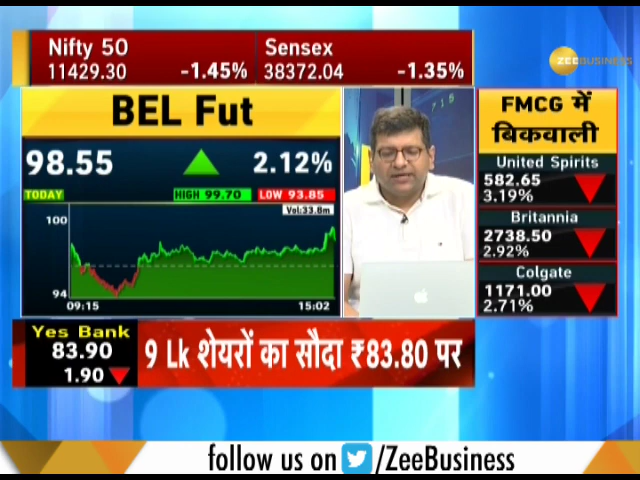 Nifty 50
11429.30 -1.45%
Sensex
38372.04 -1.35%
ZEE BUSINESS
BEL Fut
98.55 2.12%
TODAY HIGH 99.70 LOW 93.85
Vol:33.8m
100
94
09:15 15:02
715
FMCG में
बिकवाली
United Spirits
582.65
3.19%
Britannia
2738.50
2.92%
Colgate
1171.00
2.71%
Yes Bank
83.90
1.90
9 Lk शेयरों का सौदा ₹83.80 पर
follow us on /ZeeBusiness